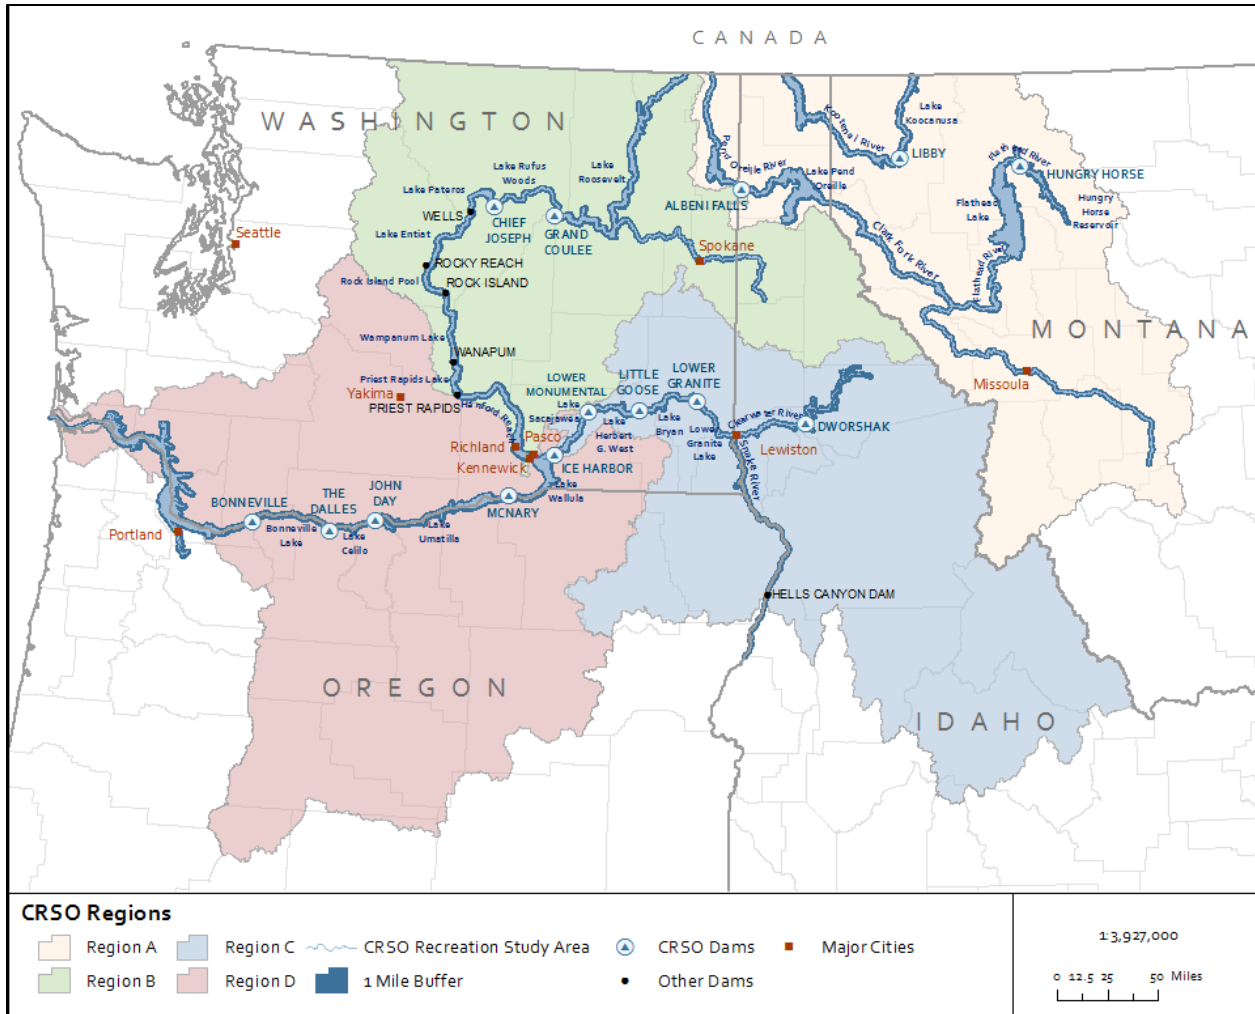 CANADA
WASHINGTON
Lake
Koocanusa
Kootenai River
LIBBY
Flathead River
HUNGRY HORSE
Hungry
Horse
Reservoir
Pend Oreille River
Lake Pend
Oreille
ALBENI FALLS
Flathead
Lake
Clark Fork River
Flathead River
MONTANA
Missoula
Lake Rufus
Woods
Lake
Roosevelt
Lake Pateros
WELLS
CHIEF
JOSEPH
GRAND
COULEE
Spokane
Seattle
Lake Entiat
ROCKY REACH
Rock Island Pool
ROCK ISLAND
Wampanum Lake
WANAPUM
Priest Rapids Lake
Yakima
PRIEST RAPIDS
Hanford Reach
LOWER
MONUMENTAL
LITTLE
GOOSE
LOWER
GRANITE
Lake
Sacajawea
Lake
Herbert
G. West
Lake
Bryan
Lower
Granite
Lake
Clearwater River
DWORSHAK
Lewiston
Snake River
Richland
Pasco
Kennewick
ICE HARBOR
Lake
Wallula
MCNARY
JOHN
DAY
THE
DALLES
BONNEVILLE
Bonneville
Lake
Lake
Celilo
Lake
Umatilla
Portland
HELLS CANYON DAM
OREGON
IDAHO
CRSO Regions
Region A
Region C
CRSO Recreation Study Area
CRSO Dams
Major Cities
Region B
Region D
1 Mile Buffer
Other Dams
1:3,927,000
0 12.5 25 50 Miles